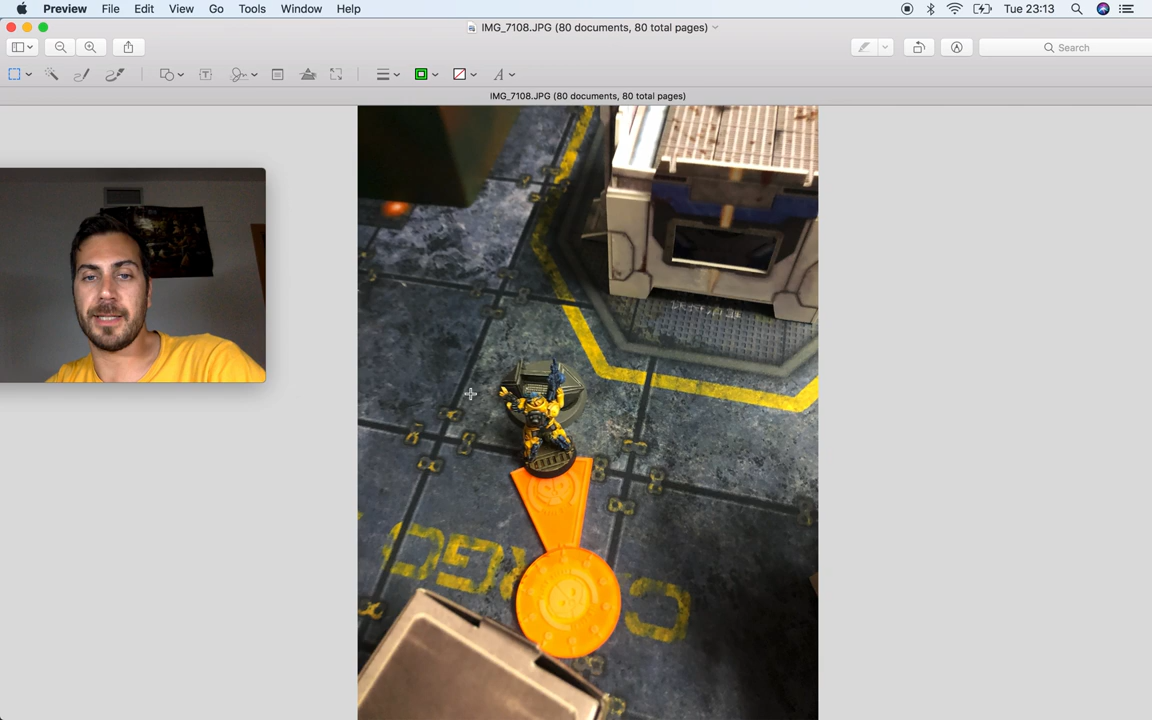 Preview File Edit View Go Tools Window Help Tue 23:13
IMG_7108.JPG (80 documents, 80 total pages)
Search
IMG_7108.JPG (80 documents, 80 total pages)